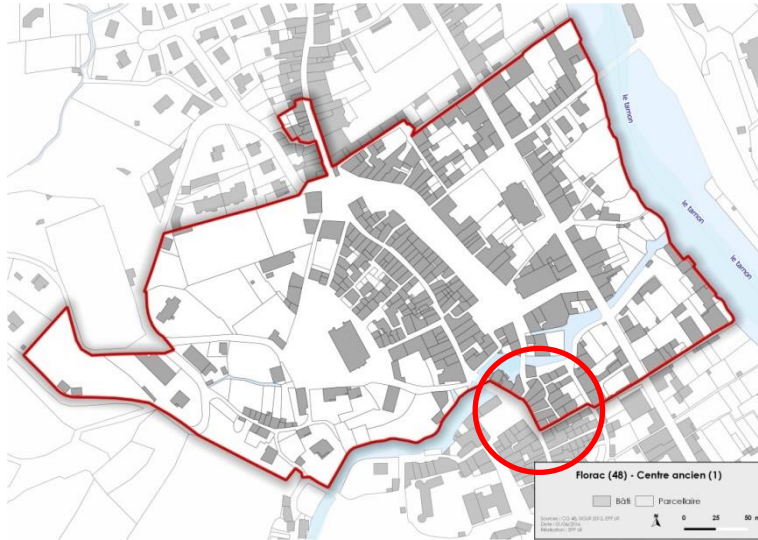 le tarnon
le tarnon
le tarnon
Florac (48) - Centre ancien (1)
Bâti
Parcellaire
N
0 25 50 m